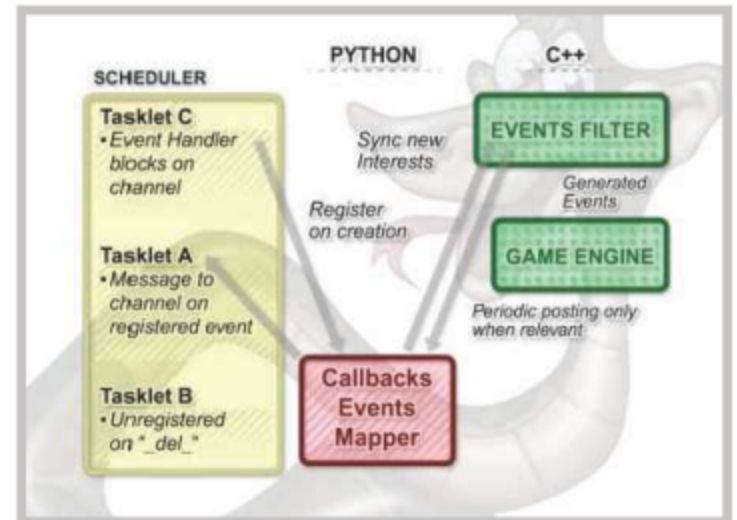 PYTHON
C++
SCHEDULER
Tasklet C
•Event Handler
blocks on
channel
Tasklet A
•Message to
channel on
registered event
Tasklet B
•Unregistered
on "_del_"
Sync new
Interests
Register
on creation
EVENTS FILTER
Generated
Events
GAME ENGINE
Periodic posting only
when relevant
Callbacks
Events
Mapper